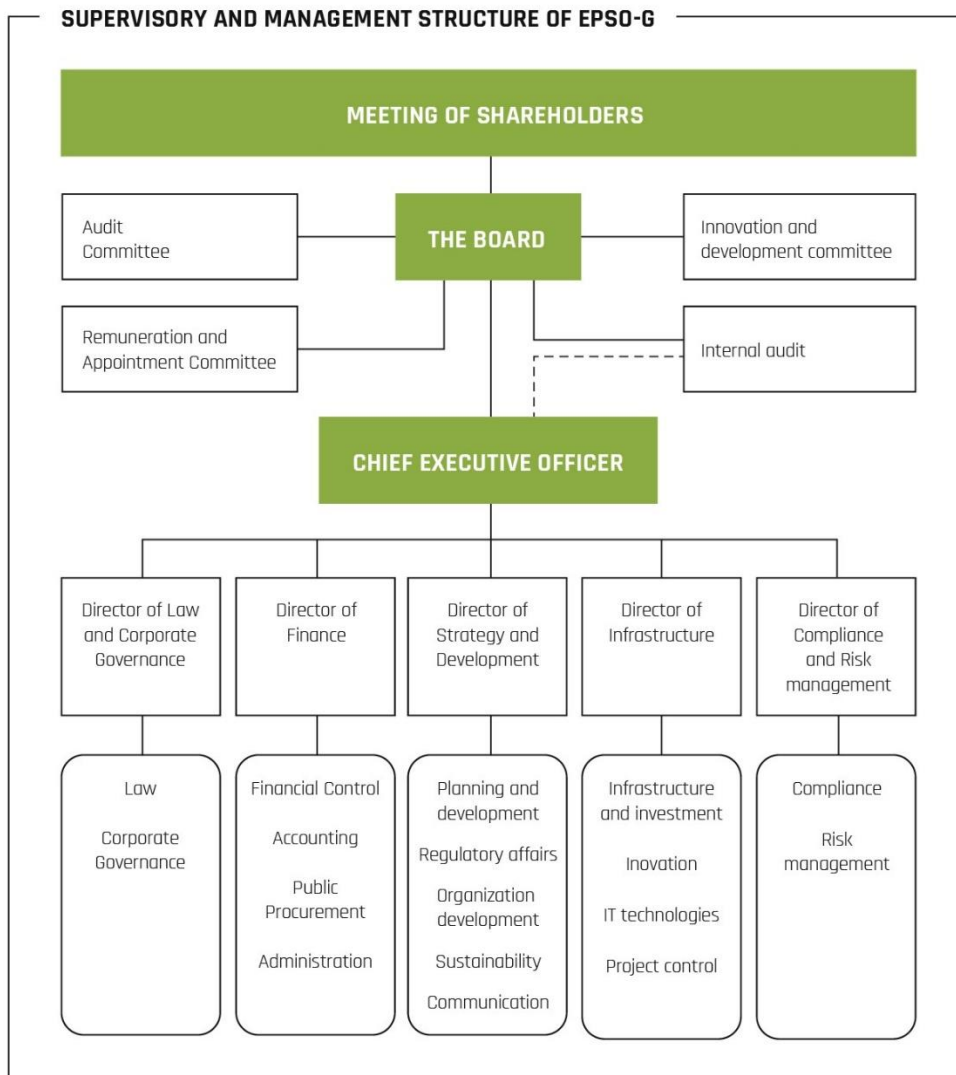 SUPERVISORY AND MANAGEMENT STRUCTURE OF EPSO-G
MEETING OF SHAREHOLDERS
Audit
Committee
THE BOARD
Innovation and
development committee
Remuneration and
Appointment Committee
Internal audit
CHIEF EXECUTIVE OFFICER
Director of Law
and Corporate
Governance
Director of
Finance
Director of
Strategy and
Development
Director of
Infrastructure
Director of
Compliance
and Risk
management
Law
Corporate
Governance
Financial Control
Accounting
Public
Procurement
Administration
Planning and
development
Regulatory affairs
Organization
development
Sustainability
Communication
Infrastructure
and investment
Inovation
IT technologies
Project control
Compliance
Risk
management